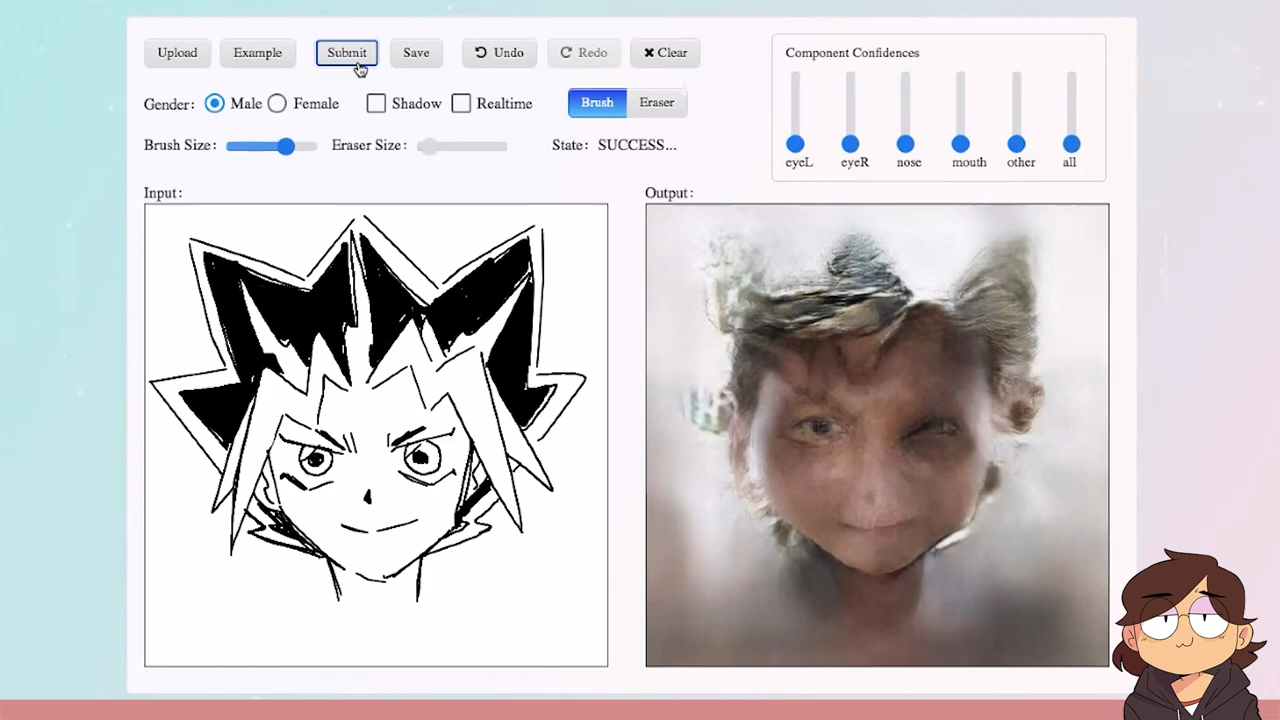 Upload Example Submit Save Undo Redo Clear
Component Confidences
Gender: Male Female Shadow Realtime Brush Eraser
Brush Size: Eraser Size: State: SUCCESS...
eyeL eyeR nose mouth other all
Input: Output: